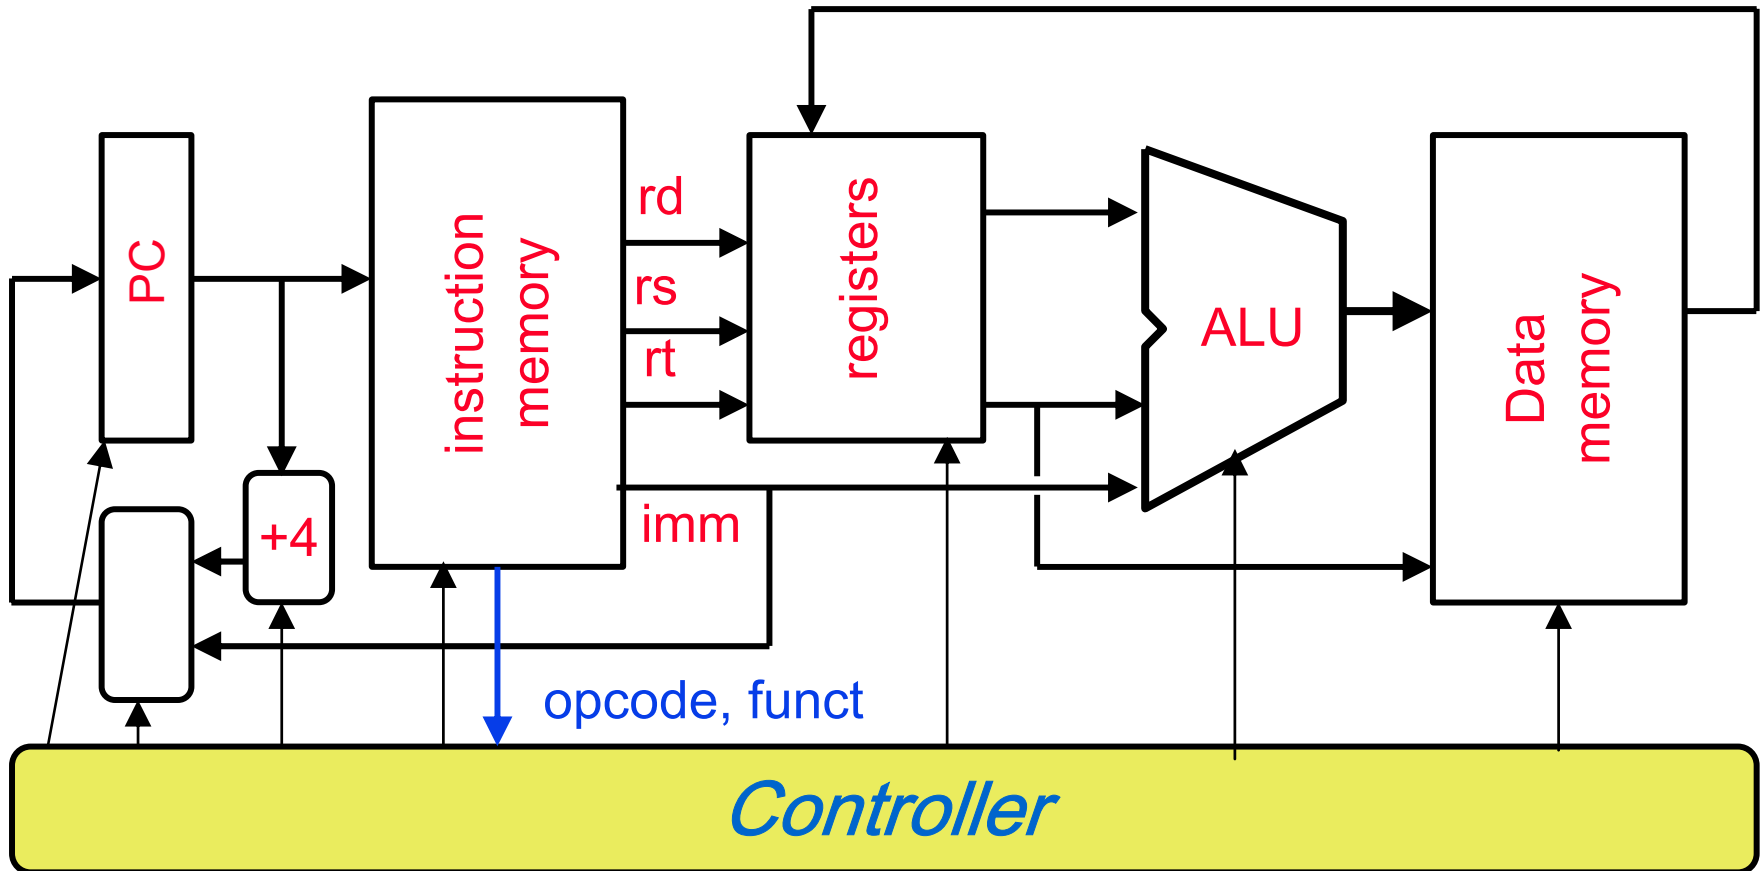 PC
+4
instruction
memory
rd
rs
rt
imm
registers
ALU
Data
memory
opcode, funct
Controller